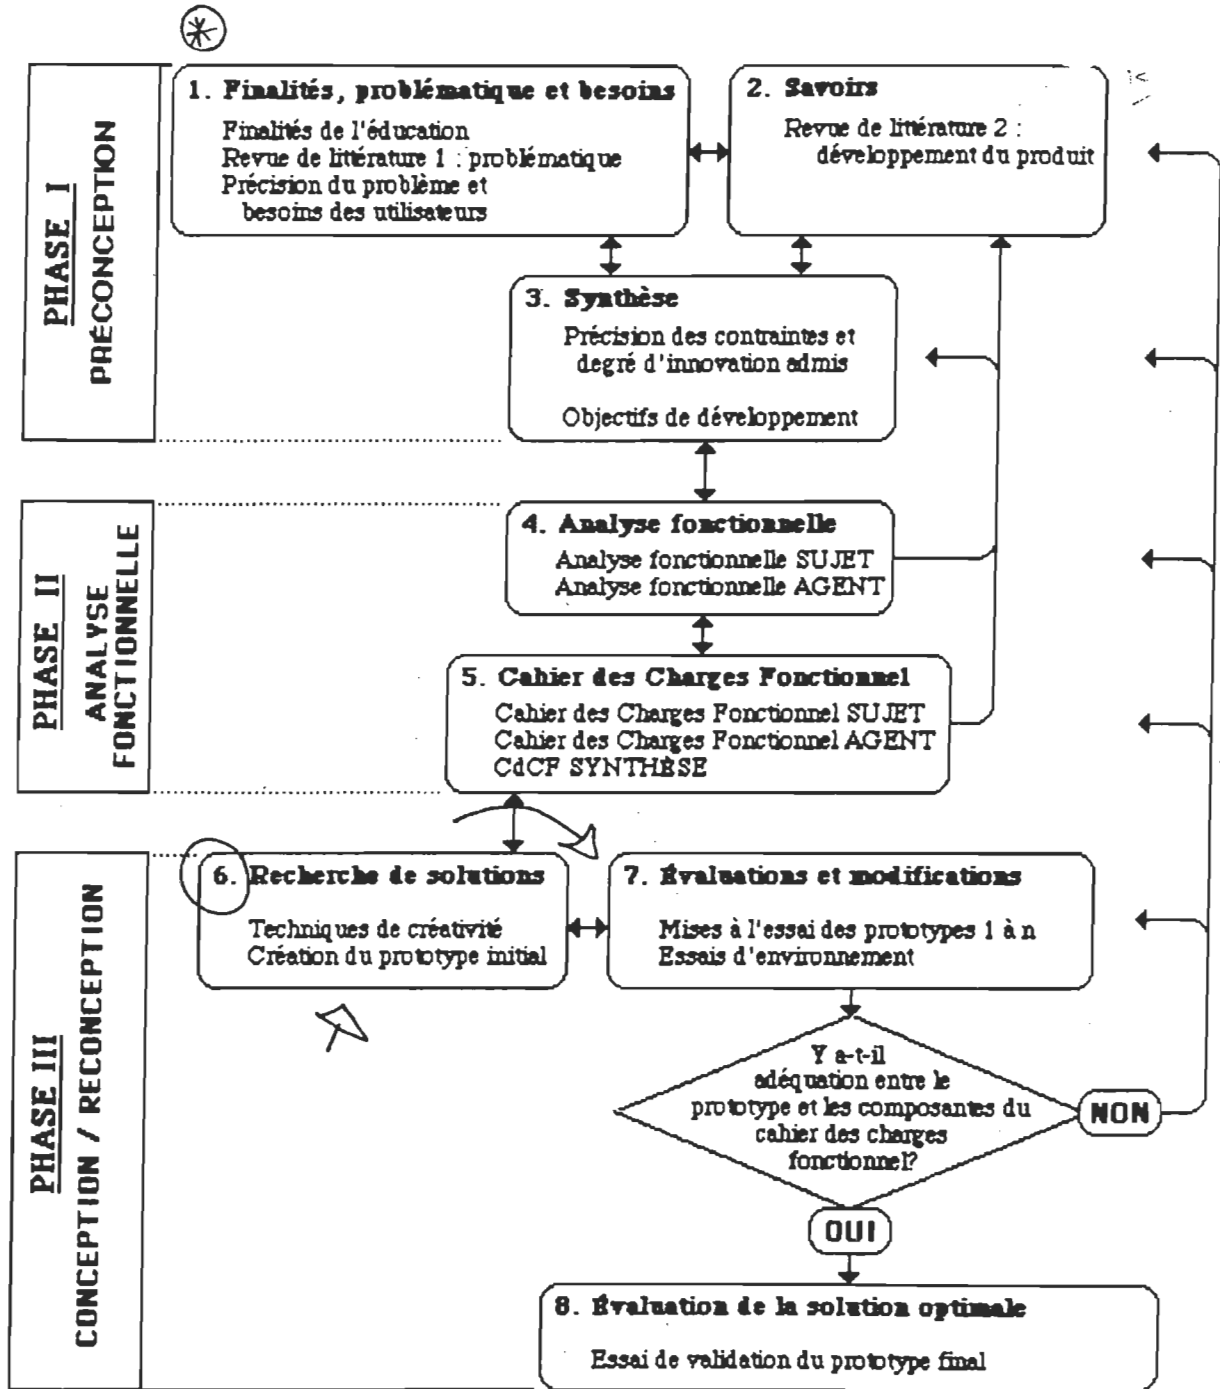 PHASE I
PRÉCONCEPTION
1. Finalités, problématique et besoins
Finalités de l'éducation
Revue de littérature 1 : problématique
Précision du problème et
besoins des utilisateurs
2. Savoirs
Revue de littérature 2 :
développement du produit
3. Synthèse
Précision des contraintes et
degré d'innovation admis
Objectifs de développement
PHASE II
ANALYSE
FONCTIONNELLE
4. Analyse fonctionnelle
Analyse fonctionnelle SUJET
Analyse fonctionnelle AGENT
5. Cahier des Charges Fonctionnel
Cahier des Charges Fonctionnel SUJET
Cahier des Charges Fonctionnel AGENT
CdCF SYNTHÈSE
PHASE III
CONCEPTION / RECONCEPTION
6. Recherche de solutions
Techniques de créativité
Création du prototype initial
7. Évaluations et modifications
Mises à l'essai des prototypes 1 à n
Essais d'environnement
Y a-t-il
adéquation entre le
prototype et les composantes du
cahier des charges
fonctionnel?
NON
OUI
8. Évaluation de la solution optimale
Essai de validation du prototype final